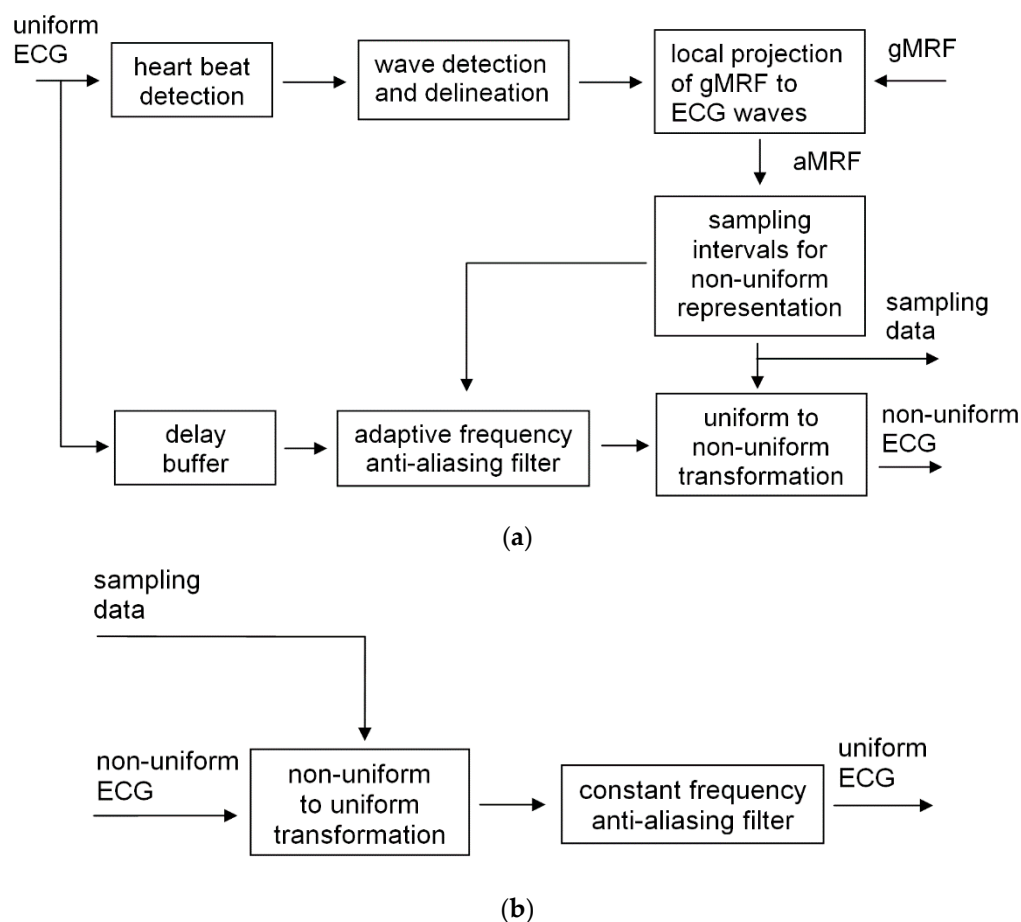 uniform
ECG
heart beat
detection
wave detection
and delineation
local projection
of gMRF to
ECG waves
gMRF
aMRF
sampling
intervals for
non-uniform
representation
sampling
data
delay
buffer
adaptive frequency
anti-aliasing filter
uniform to
non-uniform
transformation
non-uniform
ECG
(a)
sampling
data
non-uniform
ECG
non-uniform
to uniform
transformation
constant frequency
anti-aliasing filter
uniform
ECG
(b)